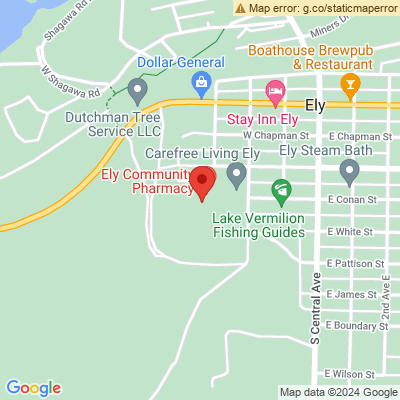 Map error: g.co/staticmaperror
Shagawa Rd
W Shagawa Rd
Miners Dr
Boathouse Brewpub
& Restaurant
Dollar General
Dutchman Tree
Service LLC
Stay Inn Ely
Ely
W Chapman St
E Chapman St
Carefree Living Ely
Ely Steam Bath
Ely Community
Pharmacy
E Conan St
Lake Vermilion
Fishing Guides
E White St
E Pattison St
S Central Ave
2nd Ave E
E James St
E Boundary St
E Wilson St
Google
Map data ©2024 Google